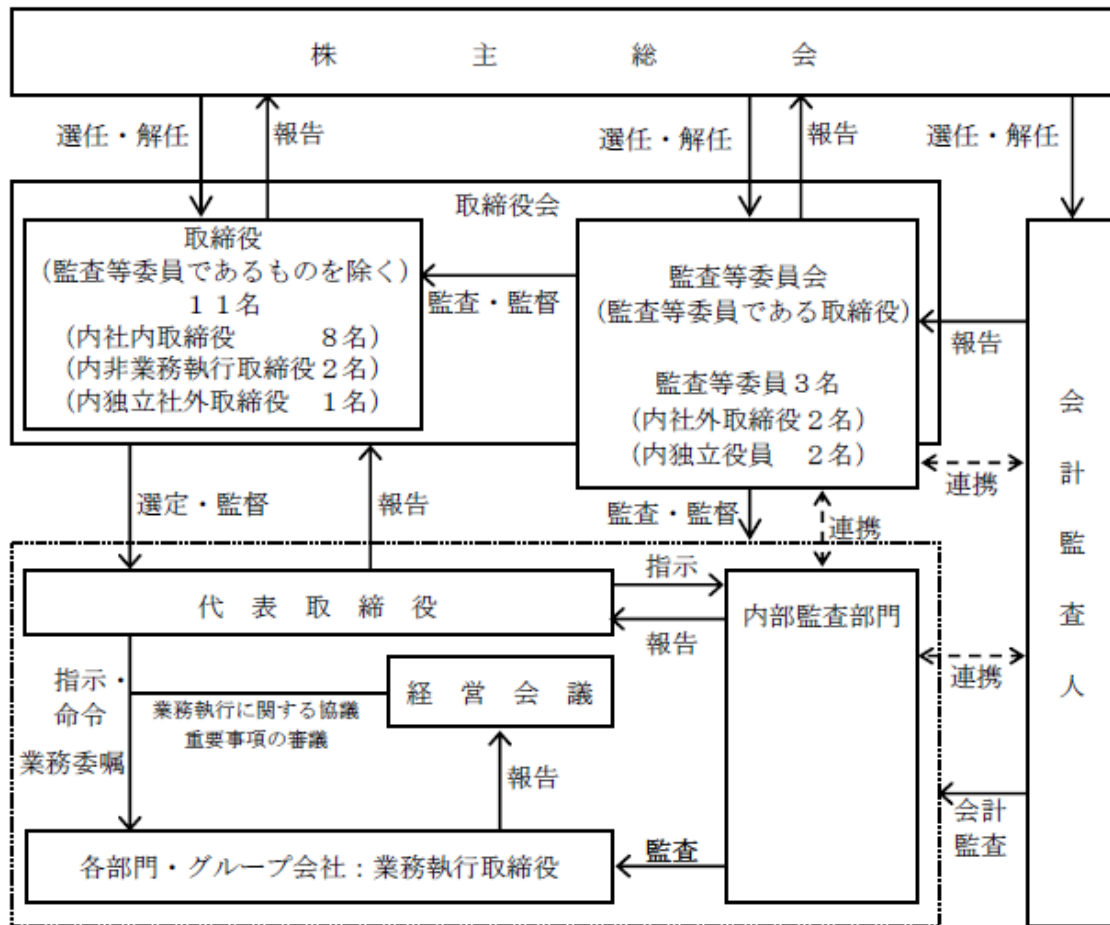 株主総会
選任・解任
報告
選任・解任
報告
選任・解任
取締役会
取締役
（監査等委員であるものを除く）
１１名
（内社内取締役　８名）
（内非業務執行取締役２名）
（内独立社外取締役　１名）
監査・監督
監査等委員会
（監査等委員である取締役）
監査等委員３名
（内社外取締役２名）
（内独立役員　２名）
報告
連携
会計監査人
選定・監督
報告
監査・監督
連携
代表取締役
指示
報告
内部監査部門
連携
指示・
命令
業務委嘱
業務執行に関する協議
重要事項の審議
経営会議
報告
会計
監査
各部門・グループ会社：業務執行取締役
監査